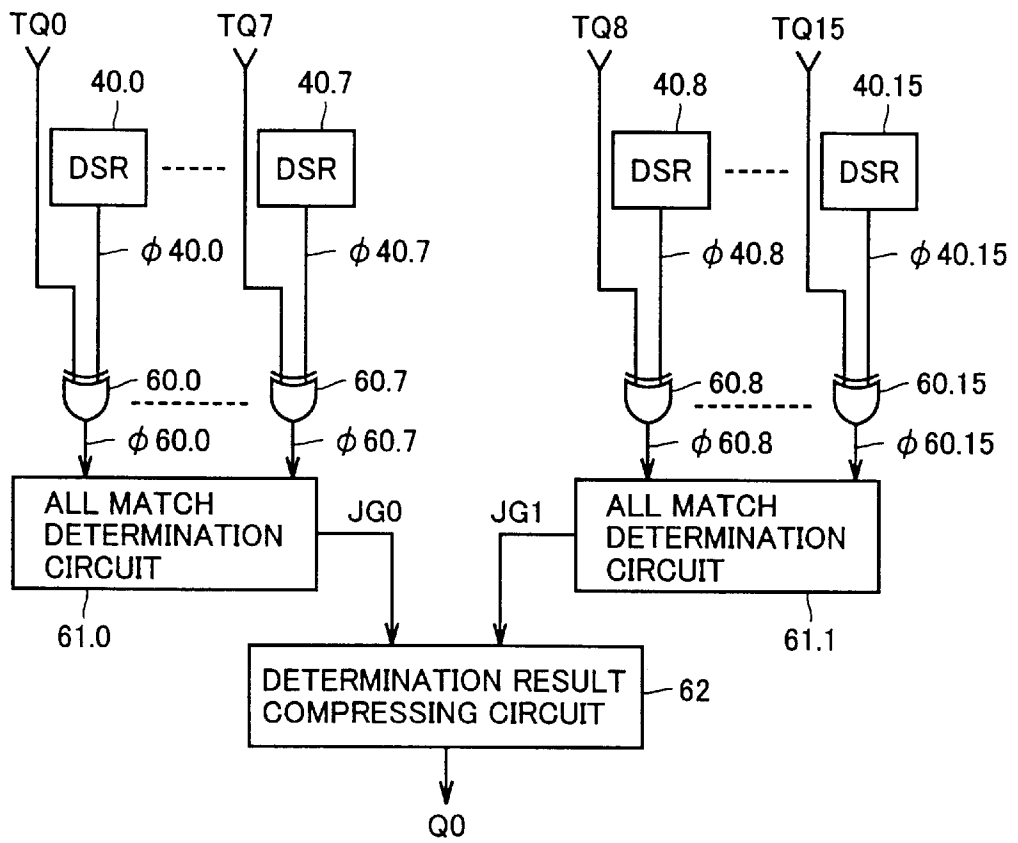 TQ0
TQ7
TQ8
TQ15
40.0
40.7
40.8
40.15
DSR
DSR
DSR
DSR
φ40.0
φ40.7
φ40.8
φ40.15
60.0
60.7
60.8
60.15
φ60.0
φ60.7
φ60.8
φ60.15
ALL MATCH
DETERMINATION
CIRCUIT
JG0
JG1
ALL MATCH
DETERMINATION
CIRCUIT
61.0
61.1
DETERMINATION RESULT
COMPRESSING CIRCUIT
62
Q0